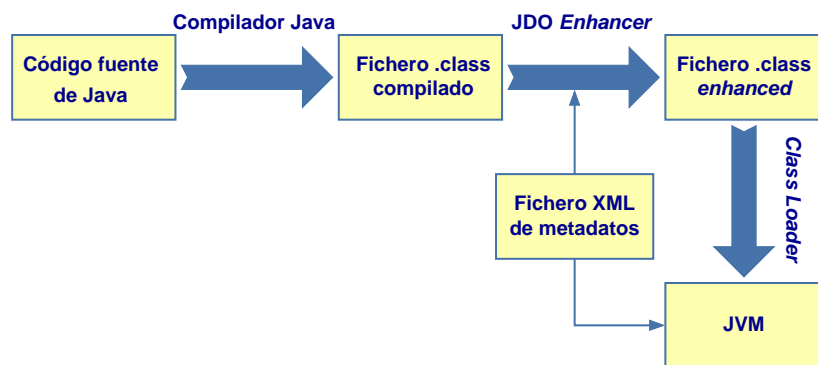 Compilador Java
JDO Enhancer
Código fuente
de Java
Fichero .class
compilado
Fichero .class
enhanced
Class Loader
Fichero XML
de metadatos
JVM